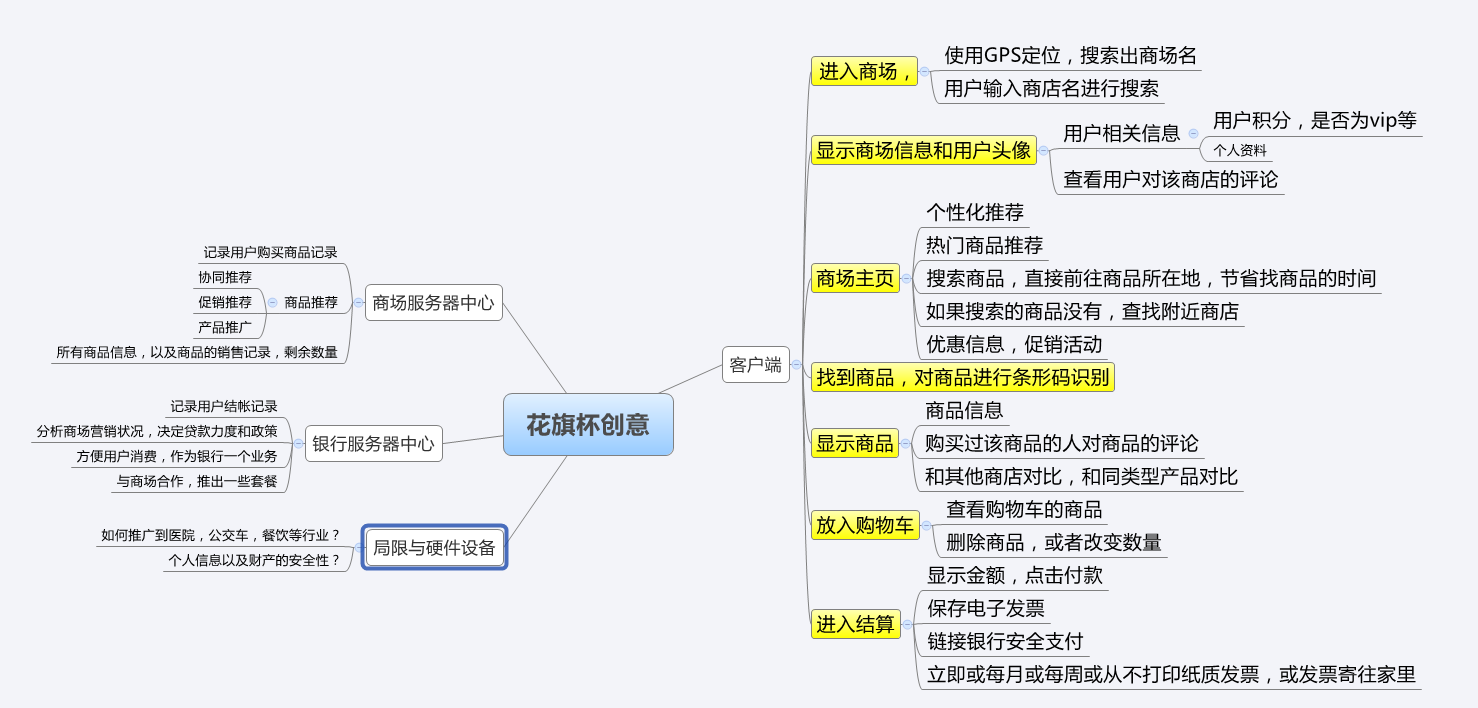 花旗杯创意
客户端
进入商场，
使用GPS定位，搜索出商场名
用户输入商店名进行搜索
显示商场信息和用户头像
用户相关信息
用户积分，是否为vip等
个人资料
查看用户对该商店的评论
商场主页
个性化推荐
热门商品推荐
搜索商品，直接前往商品所在地，节省找商品的时间
如果搜索的商品没有，查找附近商店
优惠信息，促销活动
找到商品，对商品进行条形码识别
显示商品
商品信息
购买过该商品的人对商品的评论
和其他商店对比，和同类型产品对比
放入购物车
查看购物车的商品
删除商品，或者改变数量
进入结算
显示金额，点击付款
保存电子发票
链接银行安全支付
立即或每月或每周或从不打印纸质发票，或发票寄往家里
商场服务器中心
记录用户购买商品记录
商品推荐
协同推荐
促销推荐
产品推广
所有商品信息，以及商品的销售记录，剩余数量
银行服务器中心
记录用户结帐记录
分析商场营销状况，决定贷款力度和政策
方便用户消费，作为银行一个业务
与商场合作，推出一些套餐
局限与硬件设备
如何推广到医院，公交车，餐饮等行业？
个人信息以及财产的安全性？